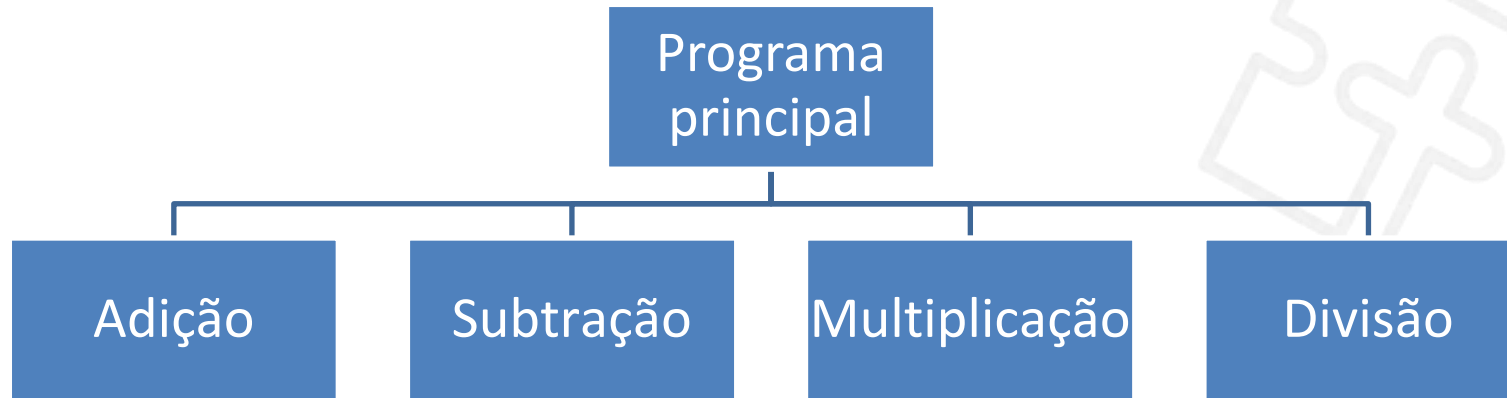 Programa
principal
Adição
Subtração
Multiplicação
Divisão